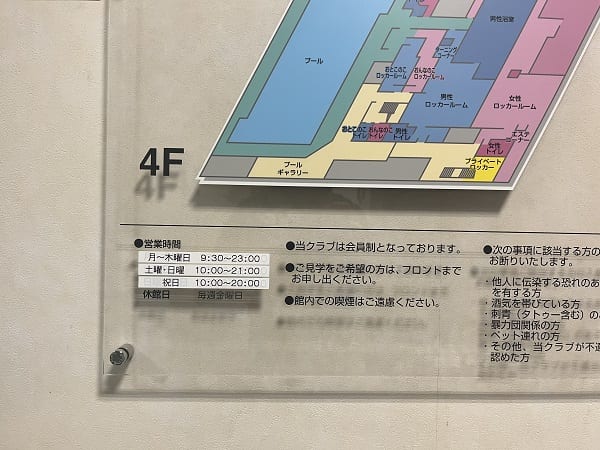 男性浴室
プール
ターニング
コーナー
おとこのこ
ロッカールーム
おんなのこ
ロッカールーム
男性
ロッカールーム
女性
ロッカールーム
おとこのこ
トイレ
おんなのこ
トイレ
男性
トイレ
エステ
コーナー
女性
トイレ
プール
ギャラリー
プライベート
ロッカー
4F
●営業時間
月～木曜日 9:30～23:00
土曜・日曜 10:00～21:00
祝日 10:00～20:00
休館日 毎週金曜日
●当クラブは会員制となっております。
●ご見学をご希望の方は、フロントまで
お申し出ください。
●館内での喫煙はご遠慮ください。
●次の事項に該当する方の
お断りいたします。
・他人に伝染する恐れのあ
を有する方
・酒気を帯びている方
・刺青(タトゥー含む)の
・暴力団関係の方
・ペット連れの方
・その他、当クラブが不適
認めた方